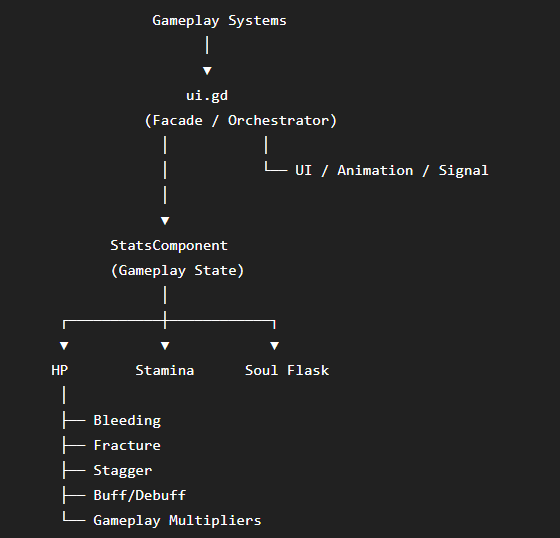 Gameplay Systems
ui.gd
(Facade / Orchestrator)
UI / Animation / Signal
StatsComponent
(Gameplay State)
HP Stamina Soul Flask
Bleeding
Fracture
Stagger
Buff/Debuff
Gameplay Multipliers